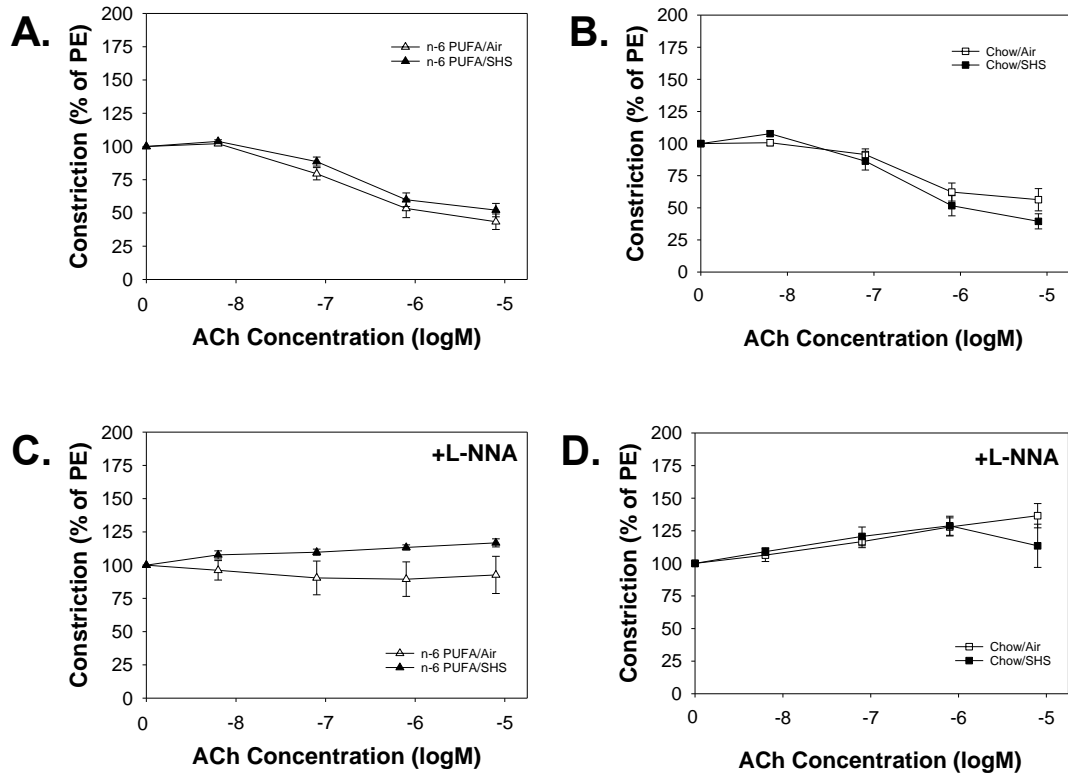 A.
200
175
150
125
100
75
50
25
0
Constriction (% of PE)
n-6 PUFA/Air
n-6 PUFA/SHS
0 -8 -7 -6 -5
ACh Concentration (logM)
B.
200
175
150
125
100
75
50
25
0
Constriction (% of PE)
Chow/Air
Chow/SHS
0 -8 -7 -6 -5
ACh Concentration (logM)
C.
200
175
150
125
100
75
50
25
0
Constriction (% of PE)
+L-NNA
n-6 PUFA/Air
n-6 PUFA/SHS
0 -8 -7 -6 -5
ACh Concentration (logM)
D.
200
175
150
125
100
75
50
25
0
Constriction (% of PE)
+L-NNA
Chow/Air
Chow/SHS
0 -8 -7 -6 -5
ACh Concentration (logM)